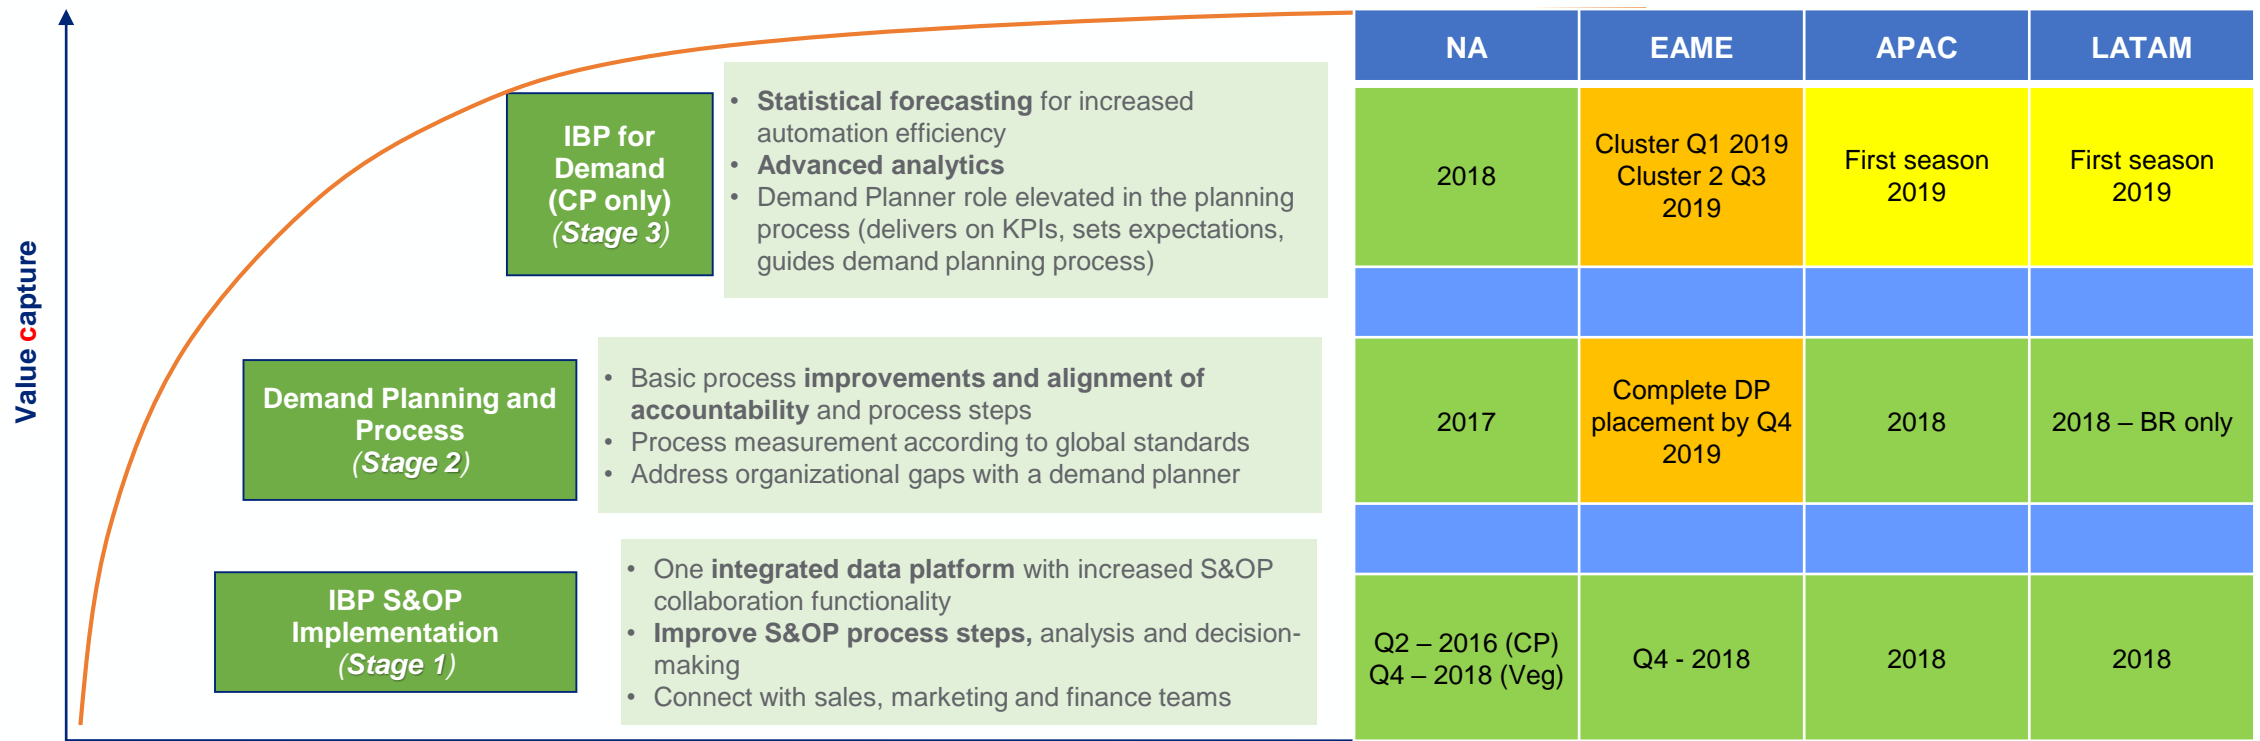 Value capture
NA
EAME
APAC
LATAM
IBP for
Demand
(CP only)
(Stage 3)
• Statistical forecasting for increased
automation efficiency
• Advanced analytics
• Demand Planner role elevated in the planning
process (delivers on KPIs, sets expectations,
guides demand planning process)
2018
Cluster Q1 2019
Cluster 2 Q3
2019
First season
2019
First season
2019
Demand Planning and
Process
(Stage 2)
• Basic process improvements and alignment of
accountability and process steps
• Process measurement according to global standards
• Address organizational gaps with a demand planner
2017
Complete DP
placement by Q4
2019
2018
2018 – BR only
IBP S&OP
Implementation
(Stage 1)
• One integrated data platform with increased S&OP
collaboration functionality
• Improve S&OP process steps, analysis and decision-
making
• Connect with sales, marketing and finance teams
Q2 – 2016 (CP)
Q4 – 2018 (Veg)
Q4 - 2018
2018
2018